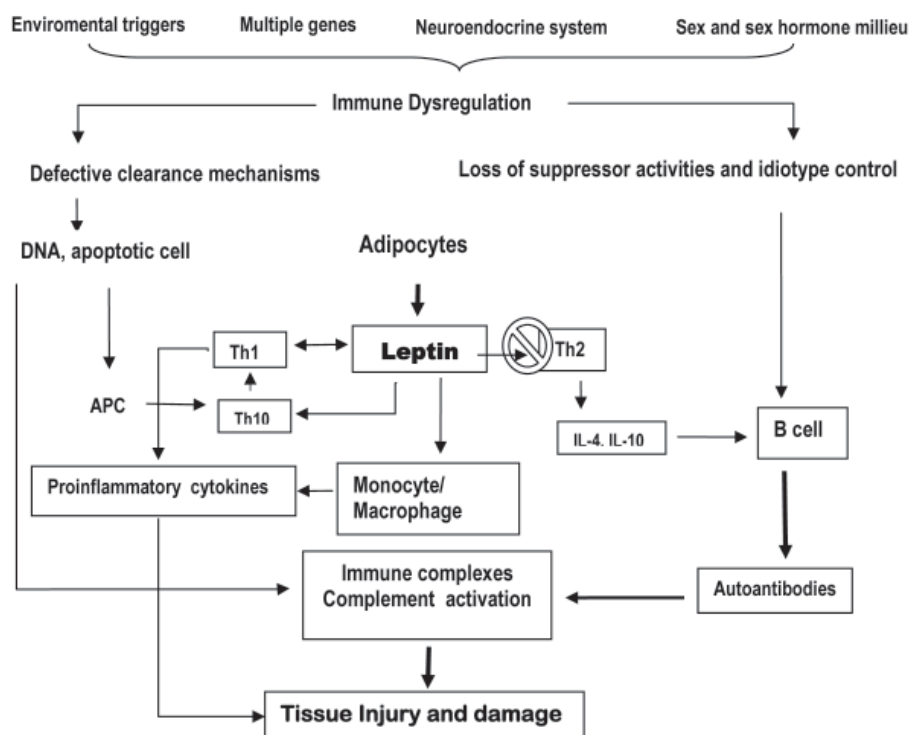 Enviromental triggers
Multiple genes
Neuroendocrine system
Sex and sex hormone millieu
Immune Dysregulation
Defective clearance mechanisms
Loss of suppressor activities and idiotype control
DNA, apoptotic cell
Adipocytes
Th1
Leptin
Th2
APC
Th10
IL-4. IL-10
B cell
Proinflammatory cytokines
Monocyte/
Macrophage
Immune complexes
Complement activation
Autoantibodies
Tissue Injury and damage